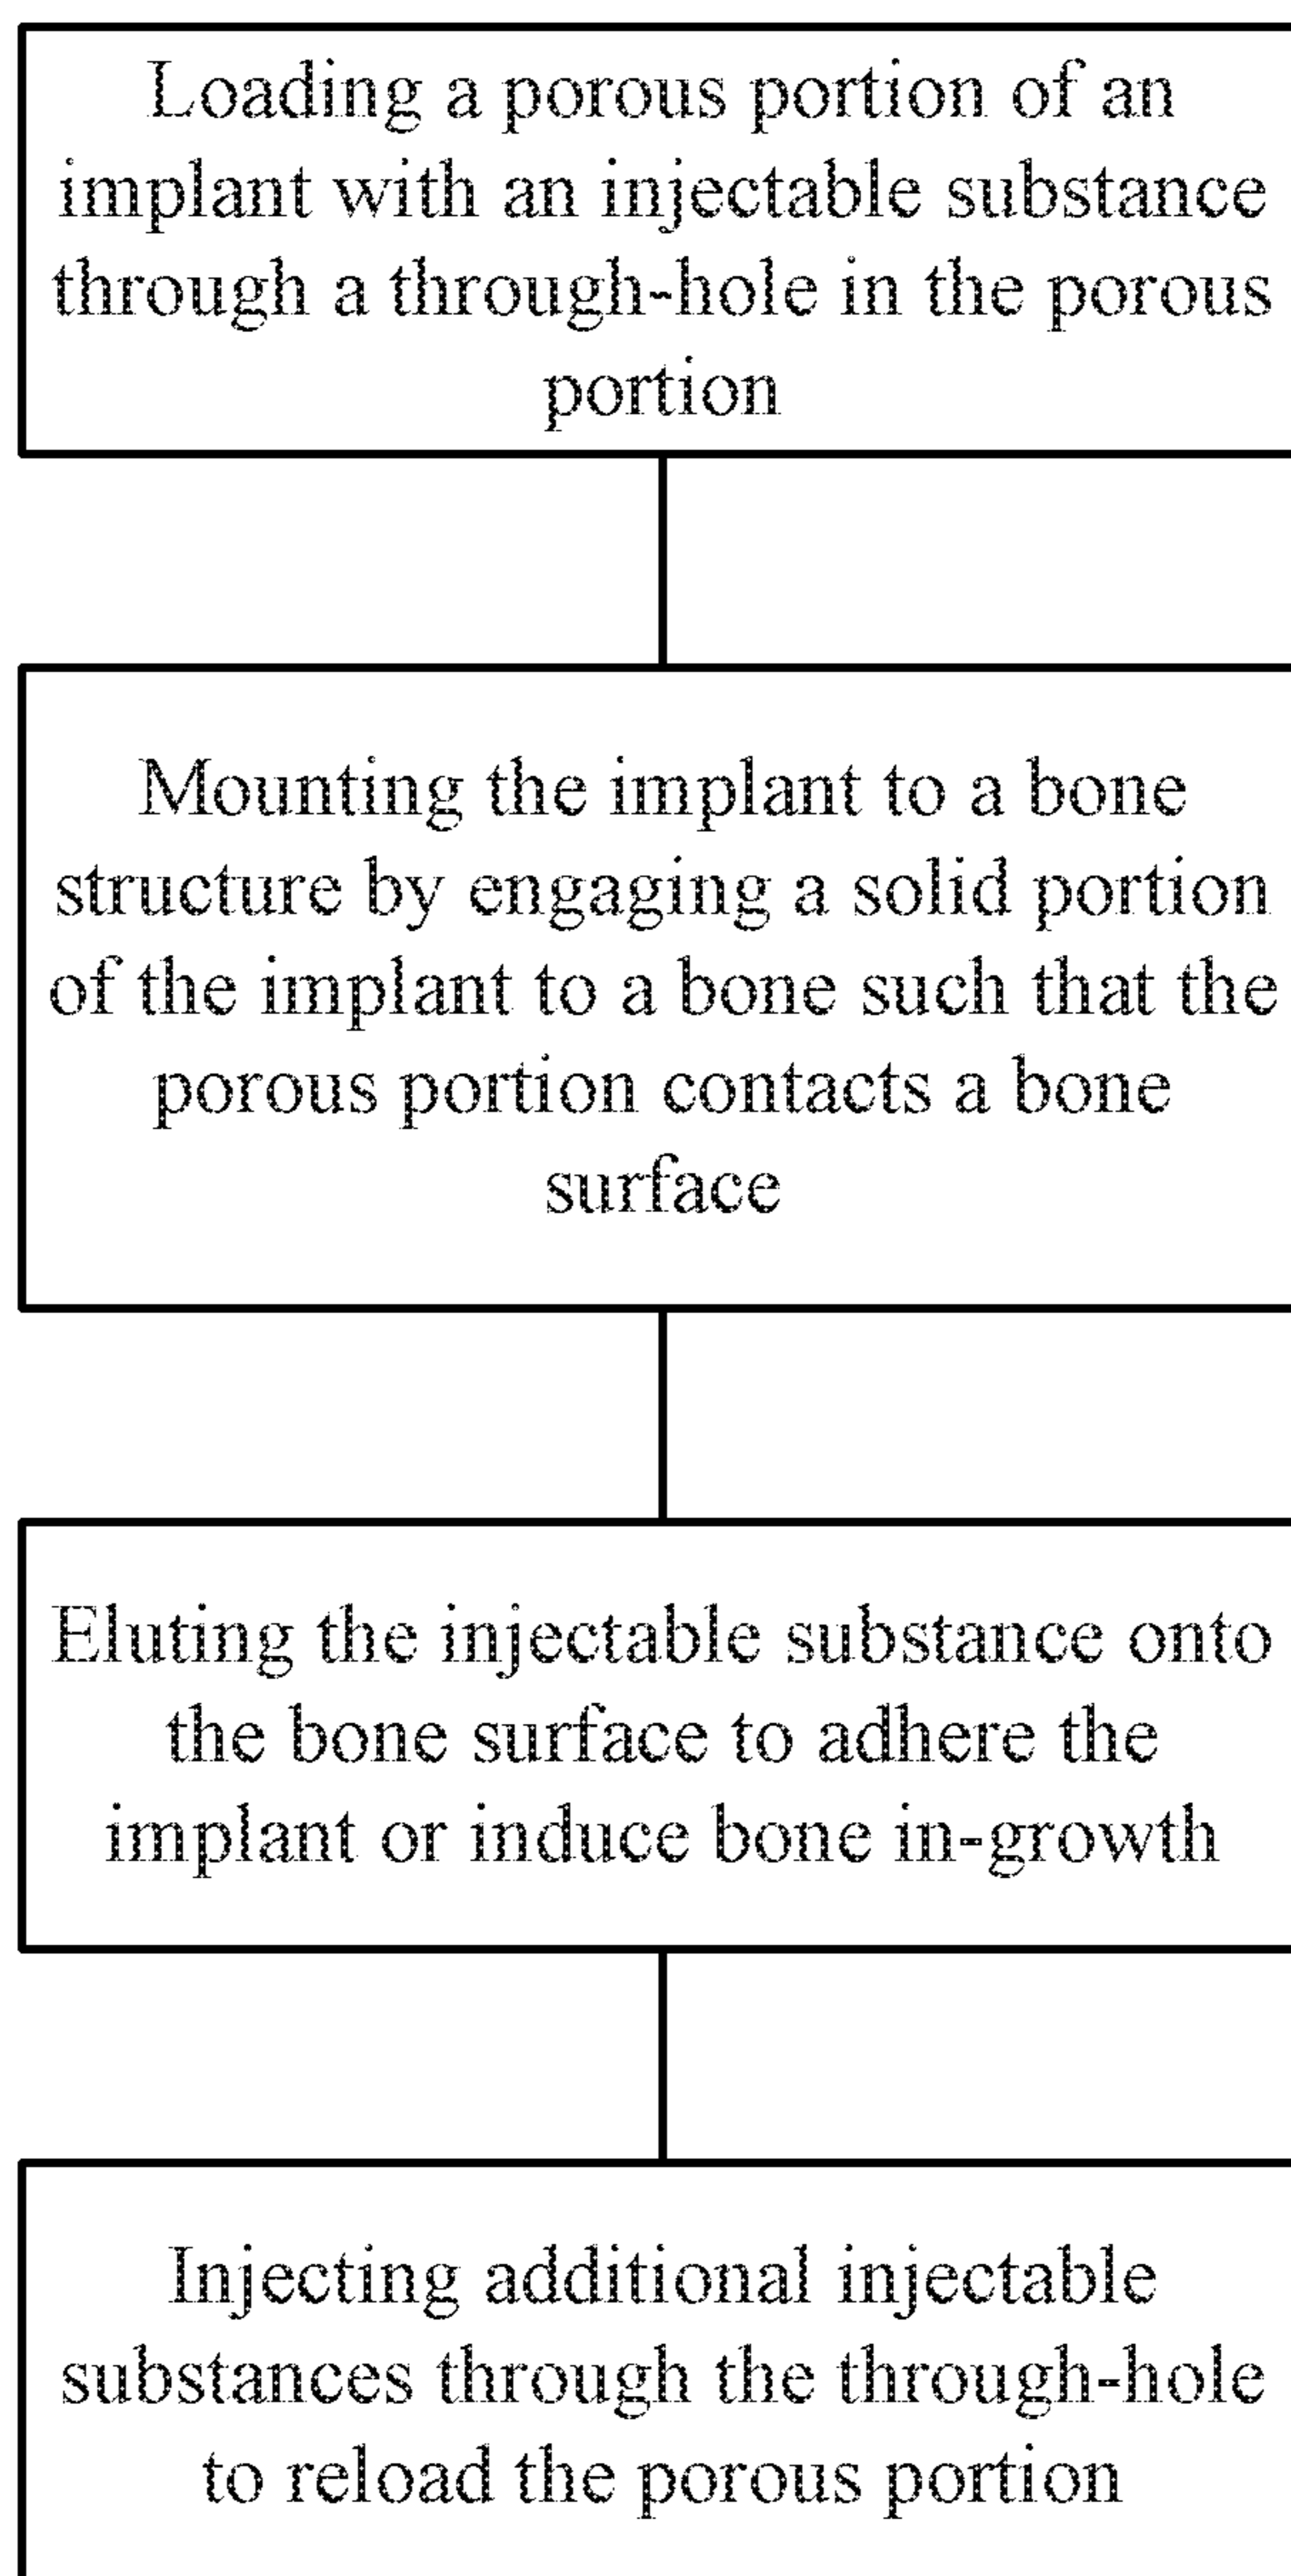 Loading a porous portion of an
implant with an injectable substance
through a through-hole in the porous
portion
Mounting the implant to a bone
structure by engaging a solid portion
of the implant to a bone such that the
porous portion contacts a bone
surface
Eluting the injectable substance onto
the bone surface to adhere the
implant or induce bone in-growth
Injecting additional injectable
substances through the through-hole
to reload the porous portion